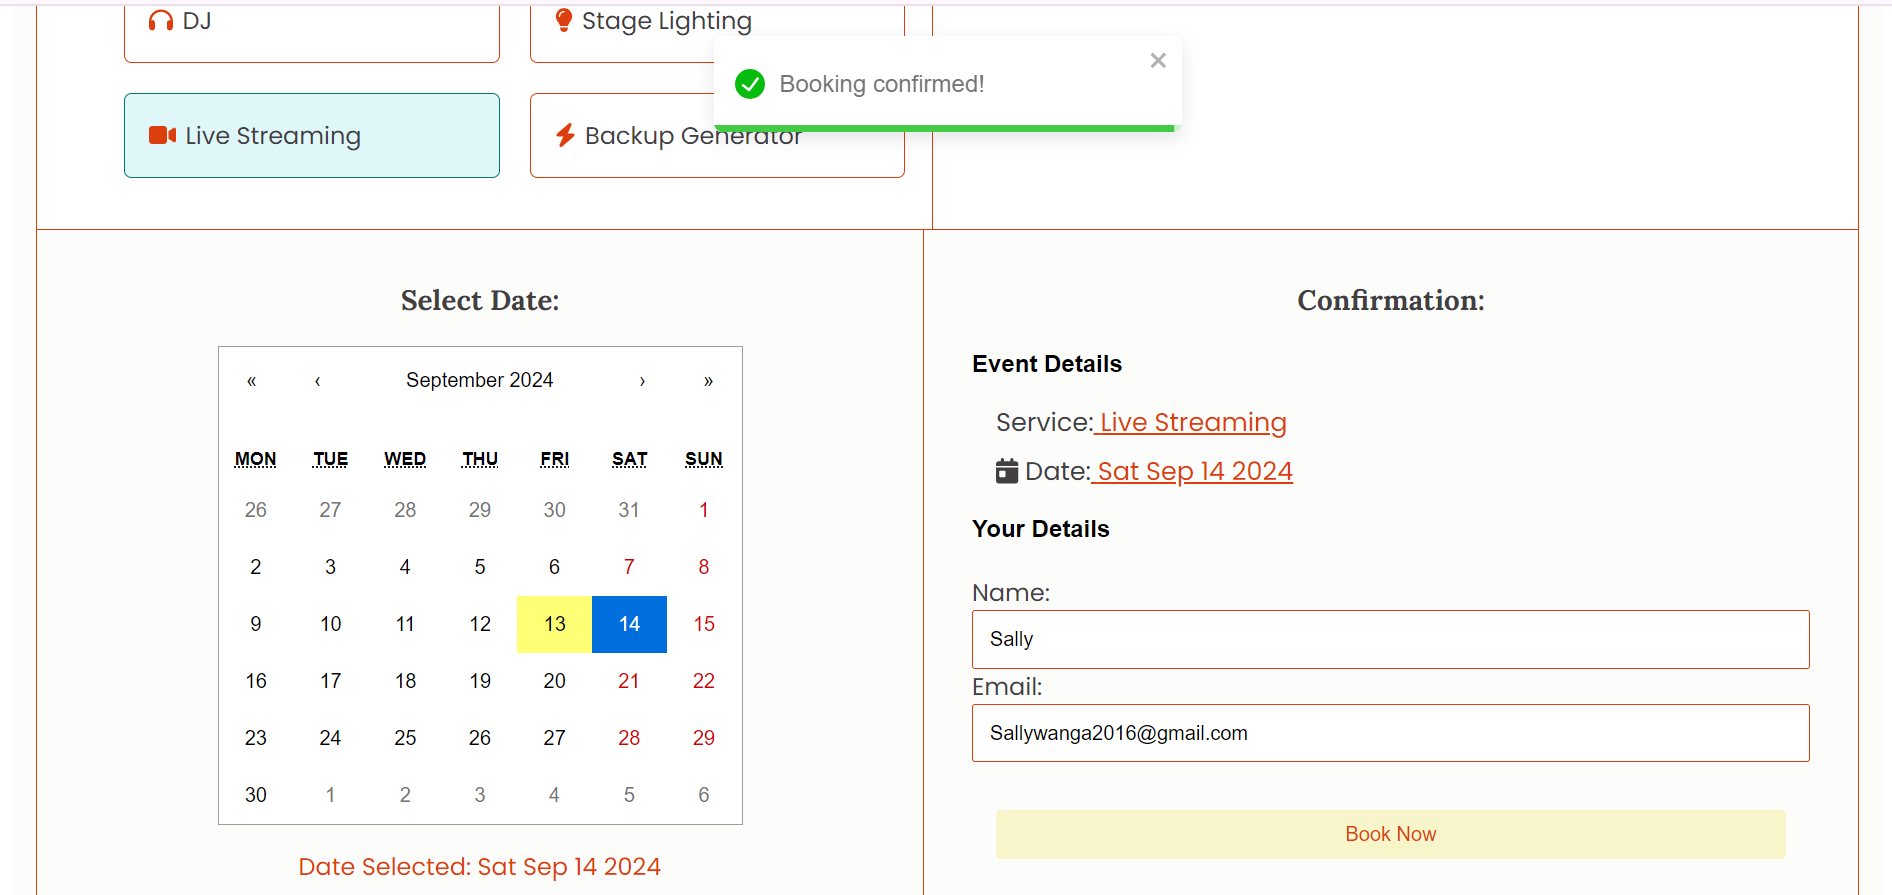 DJ
Stage Lighting
Booking confirmed!
Live Streaming
Backup Generator
Select Date:
« ‹ September 2024 › »
MON TUE WED THU FRI SAT SUN
26 27 28 29 30 31 1
2 3 4 5 6 7 8
9 10 11 12 13 14 15
16 17 18 19 20 21 22
23 24 25 26 27 28 29
30 1 2 3 4 5 6
Date Selected: Sat Sep 14 2024
Confirmation:
Event Details
Service: Live Streaming
Date: Sat Sep 14 2024
Your Details
Name:
Sally
Email:
Sallywanga2016@gmail.com
Book Now